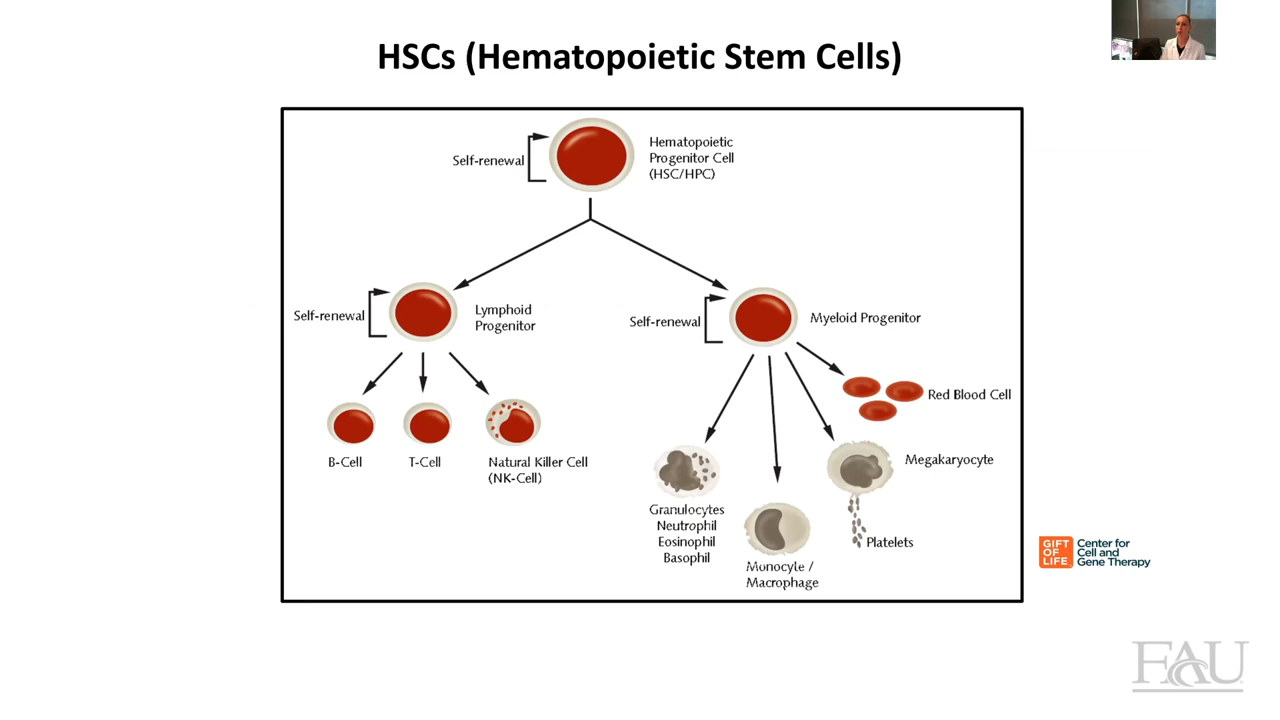 HSCs (Hematopoietic Stem Cells)
Self-renewal
Hematopoietic
Progenitor Cell
(HSC/HPC)
Self-renewal
Lymphoid
Progenitor
Self-renewal
Myeloid Progenitor
Red Blood Cell
B-Cell
T-Cell
Natural Killer Cell
(NK-Cell)
Megakaryocyte
Granulocytes
Neutrophil
Eosinophil
Basophil
Platelets
Monocyte /
Macrophage
GIFT
OF
LIFE
Center for
Cell and
Gene Therapy
FAU